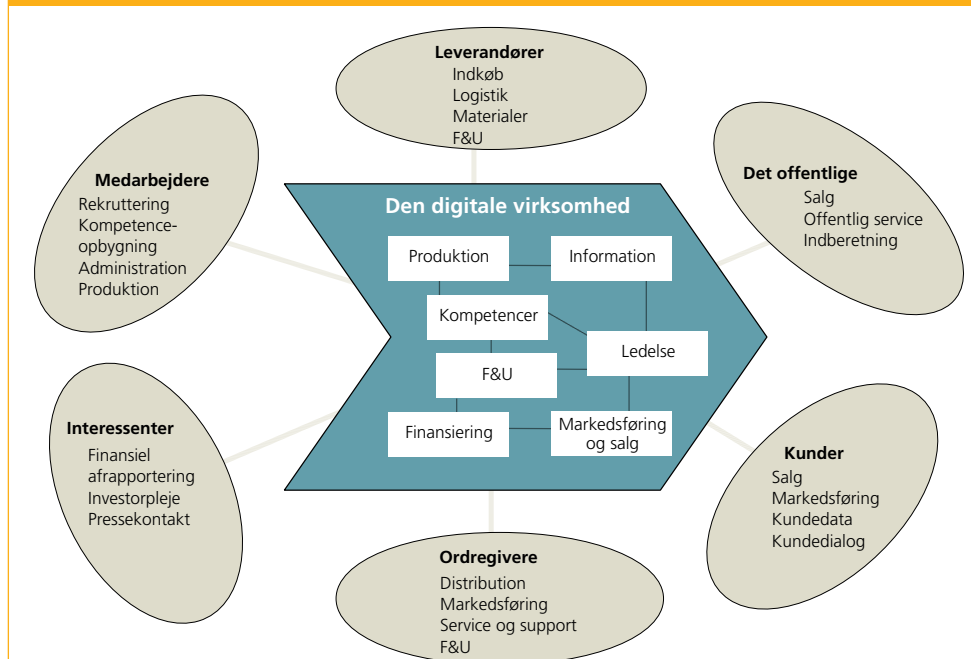 Leverandører
Indkøb
Logistik
Materialer
F&U
Medarbejdere
Rekruttering
Kompetence-
opbygning
Administration
Produktion
Det offentlige
Salg
Offentlig service
Indberetning
Den digitale virksomhed
Produktion
Information
Kompetencer
Ledelse
F&U
Finansiering
Markedsføring
og salg
Interessenter
Finansiel
afrapportering
Investorpleje
Pressekontakt
Kunder
Salg
Markedsføring
Kundedata
Kundedialog
Ordregivere
Distribution
Markedsføring
Service og support
F&U